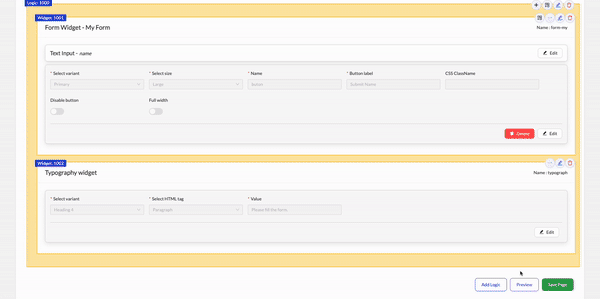 Logic: 1000
Widget: 1001
Form Widget - My Form
Name : form-my
Text Input - name
Edit
* Select variant
* Select size
* Name
* Button label
CSS ClassName
Primary
Large
Submit Name
Disable button
Full width
Delete
Edit
Widget: 1002
Typography widget
Name : typograph
* Select variant
* Select HTML tag
* Value
Heading 4
Paragraph
Please fill the form.
Edit
Add Logic
Preview
Save Page